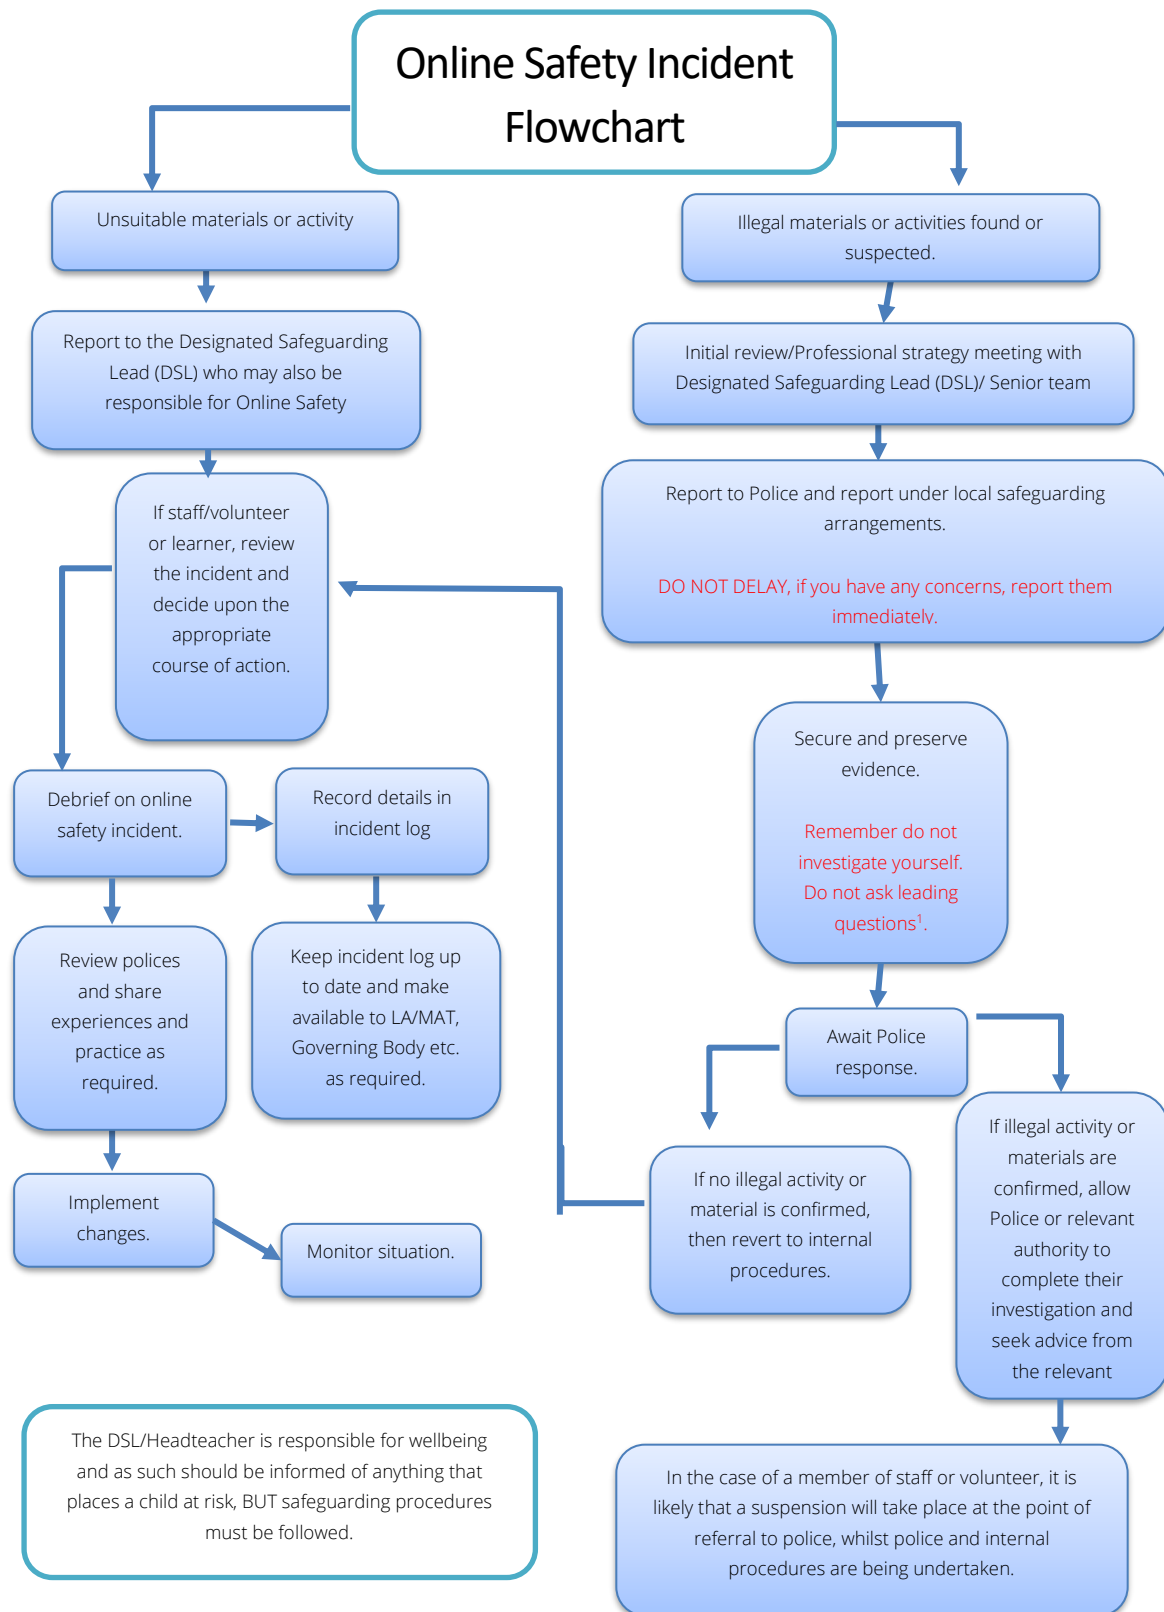 Online Safety Incident
Flowchart
Unsuitable materials or activity
Report to the Designated Safeguarding
Lead (DSL) who may also be
responsible for Online Safety
If staff/volunteer
or learner, review
the incident and
decide upon the
appropriate
course of action.
Debrief on online
safety incident.
Record details in
incident log
Review polices
and share
experiences and
practice as
required.
Keep incident log up
to date and make
available to LA/MAT,
Governing Body etc.
as required.
Implement
changes.
Monitor situation.
Illegal materials or activities found or
suspected.
Initial review/Professional strategy meeting with
Designated Safeguarding Lead (DSL)/ Senior team
Report to Police and report under local safeguarding
arrangements.
DO NOT DELAY, if you have any concerns, report them
immediately.
Secure and preserve
evidence.
Remember do not
investigate yourself.
Do not ask leading
questions¹.
Await Police
response.
If no illegal activity or
material is confirmed,
then revert to internal
procedures.
If illegal activity or
materials are
confirmed, allow
Police or relevant
authority to
complete their
investigation and
seek advice from
the relevant
In the case of a member of staff or volunteer, it is
likely that a suspension will take place at the point of
referral to police, whilst police and internal
procedures are being undertaken.
The DSL/Headteacher is responsible for wellbeing
and as such should be informed of anything that
places a child at risk, BUT safeguarding procedures
must be followed.